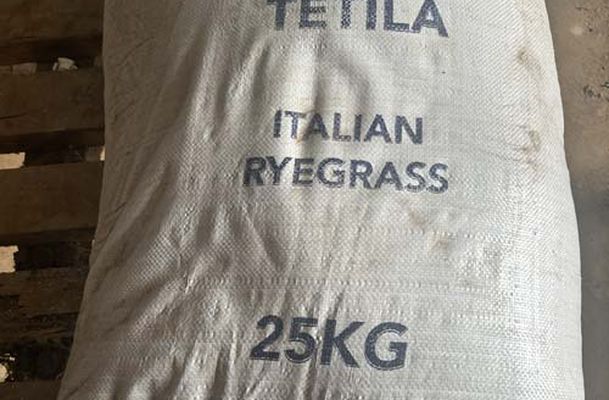 TETILA
ITALIAN
RYEGRASS
25KG